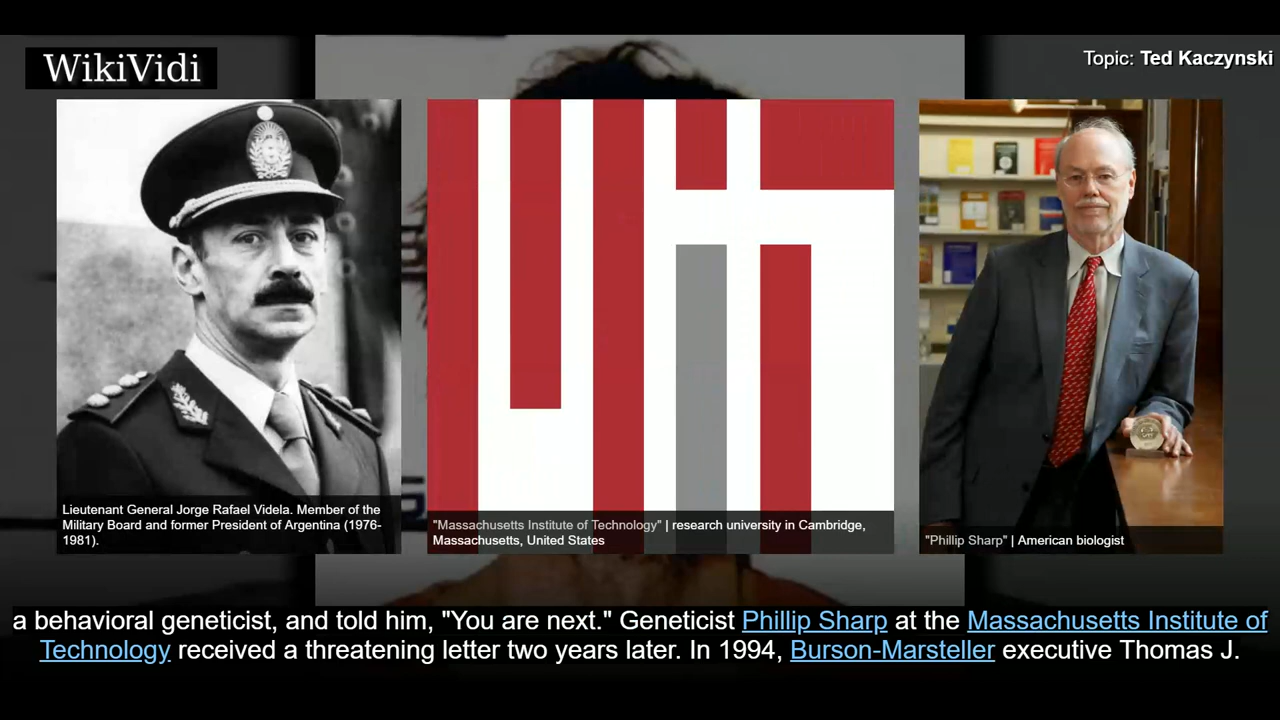 WikiVidi
Topic: Ted Kaczynski
Lieutenant General Jorge Rafael Videla. Member of the
Military Board and former President of Argentina (1976-
1981).
"Massachusetts Institute of Technology" | research university in Cambridge,
Massachusetts, United States
"Phillip Sharp" | American biologist
a behavioral geneticist, and told him, "You are next." Geneticist Phillip Sharp at the Massachusetts Institute of
Technology received a threatening letter two years later. In 1994, Burson-Marsteller executive Thomas J.